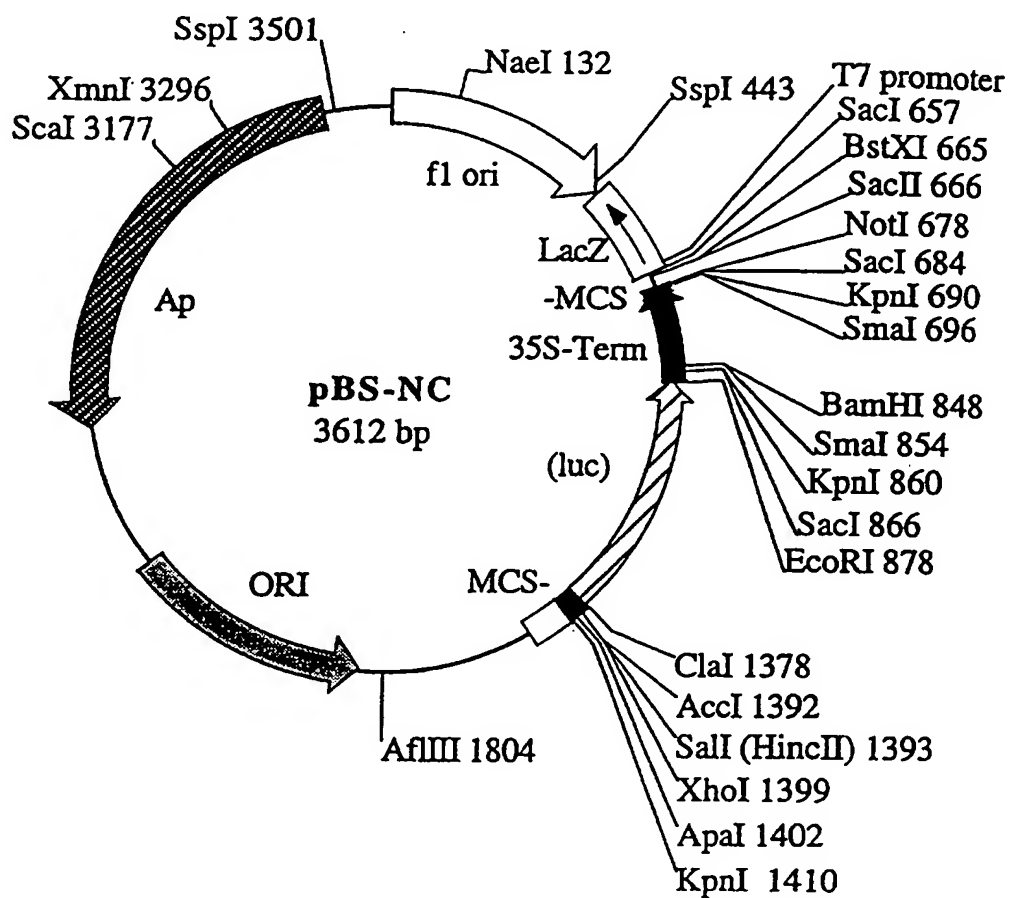 SspI 3501
NaeI 132
XmnI 3296
ScaI 3177
SspI 443
T7 promoter
SacI 657
BstXI 665
SacII 666
NotI 678
SacI 684
KpnI 690
SmaI 696
f1 ori
LacZ
-MCS
35S-Term
Ap
pBS-NC
3612 bp
(luc)
BamHI 848
SmaI 854
KpnI 860
SacI 866
EcoRI 878
ORI
MCS-
ClaI 1378
AccI 1392
SalI (HincII) 1393
XhoI 1399
ApaI 1402
KpnI 1410
AflIII 1804